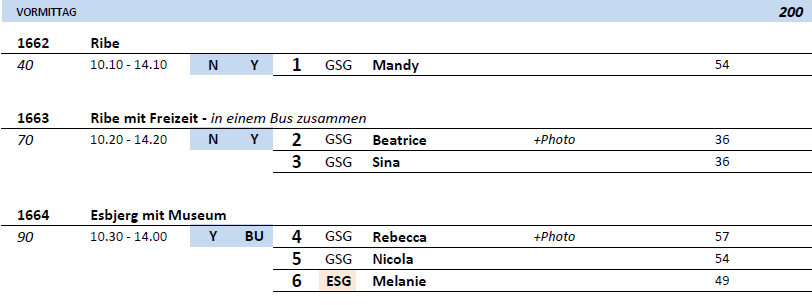 VORMITTAG 200
1662 Ribe
40 10.10 - 14.10 N Y 1 GSG Mandy 54
1663 Ribe mit Freizeit - in einem Bus zusammen
70 10.20 - 14.20 N Y 2 GSG Beatrice +Photo 36
3 GSG Sina 36
1664 Esbjerg mit Museum
90 10.30 - 14.00 Y BU 4 GSG Rebecca +Photo 57
5 GSG Nicola 54
6 ESG Melanie 49